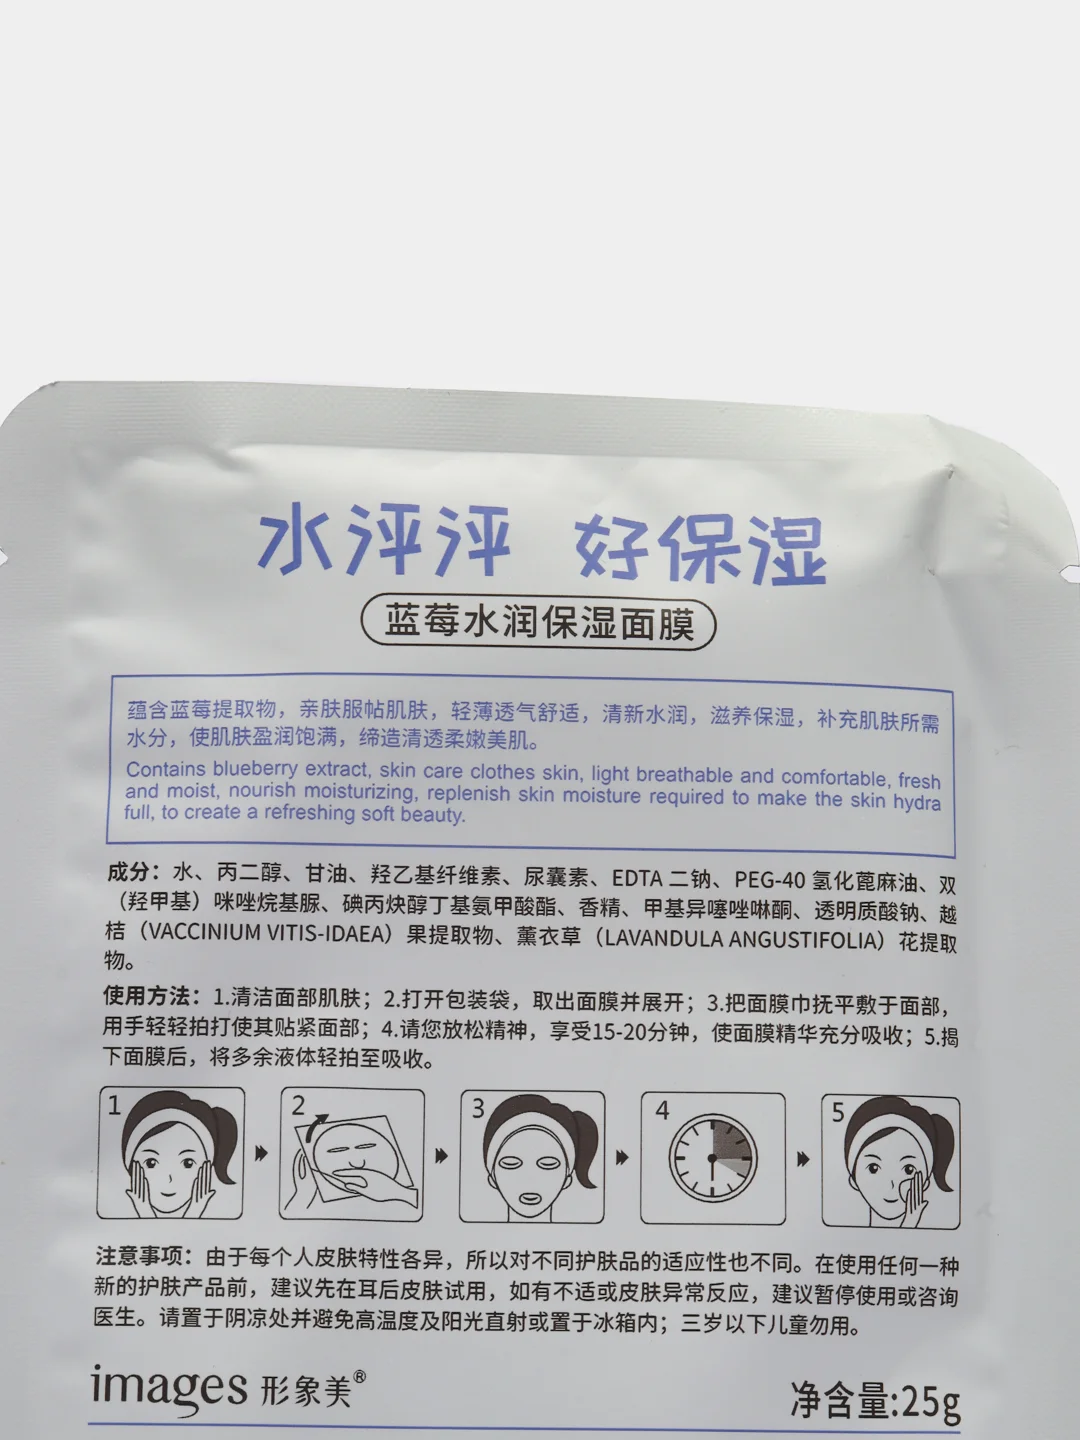 水泙泙 好保湿
蓝莓水润保湿面膜
蕴含蓝莓提取物，亲肤服帖肌肤，轻薄透气舒适，清新水润，滋养保湿，补充肌肤所需
水分，使肌肤盈润饱满，缔造清透柔嫩美肌。
Contains blueberry extract, skin care clothes skin, light breathable and comfortable, fresh
and moist, nourish moisturizing, replenish skin moisture required to make the skin hydra
full, to create a refreshing soft beauty.
成分：水、丙二醇、甘油、羟乙基纤维素、尿囊素、EDTA 二钠、PEG-40 氢化蓖麻油、双
（羟甲基）咪唑烷基脲、碘丙炔醇丁基氨甲酸酯、香精、甲基异噻唑啉酮、透明质酸钠、越
桔（VACCINIUM VITIS-IDAEA）果提取物、薰衣草（LAVANDULA ANGUSTIFOLIA）花提取
物。
使用方法：1.清洁面部肌肤；2.打开包装袋，取出面膜并展开；3.把面膜巾抚平敷于面部，
用手轻轻拍打使其贴紧面部；4.请您放松精神，享受15-20分钟，使面膜精华充分吸收；5.揭
下面膜后，将多余液体轻拍至吸收。
1 2 3 4 5
注意事项：由于每个人皮肤特性各异，所以对不同护肤品的适应性也不同。在使用任何一种
新的护肤产品前，建议先在耳后皮肤试用，如有不适或皮肤异常反应，建议暂停使用或咨询
医生。请置于阴凉处并避免高温度及阳光直射或置于冰箱内；三岁以下儿童勿用。
images 形象美® 净含量:25g